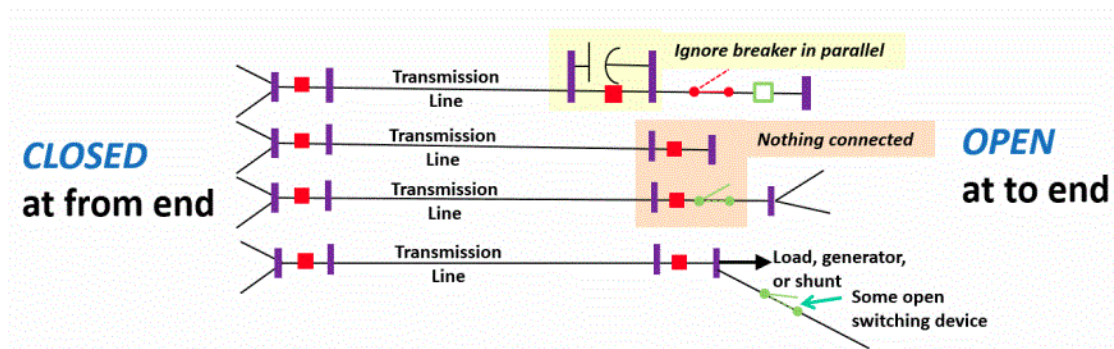 Ignore breaker in parallel
Transmission
Line
Transmission
Line
Nothing connected
CLOSED
at from end
OPEN
at to end
Transmission
Line
Transmission
Line
Load, generator,
or shunt
Some open
switching device